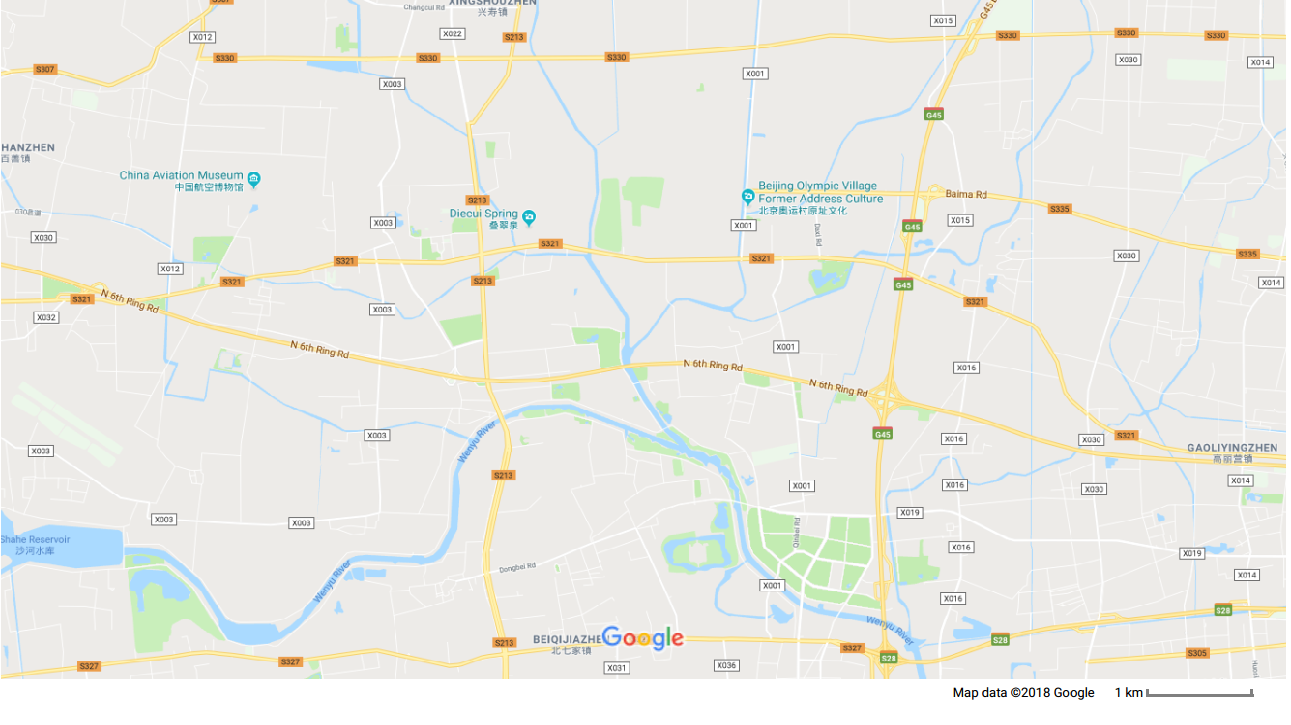 S307
Changcui Rd
XINGSHOUZHEN
兴寿镇
G45
X015
X012
X022
S213
S330
S330
S330
S330
S330
S330
S307
X003
X001
X030
X014
G45
HANZHEN
百善镇
China Aviation Museum
中国航空博物馆
Beijing Olympic Village
Former Address Culture
北京奥运村原址文化
Baima Rd
S213
S335
Diecui Spring
叠翠泉
X003
X001
X015
G45
Daxi Rd
X030
S321
X030
S335
X012
S321
S321
S321
S213
G45
X014
S321
N 6th Ring Rd
S321
X003
X032
N 6th Ring Rd
X001
N 6th Ring Rd
X016
N 6th Ring Rd
X003
Wenyu River
G45
X016
X030
S321
X003
GAOLIYINGZHEN
高丽营镇
S213
X001
X016
X030
X014
X003
X003
X019
Qinkei Rd
Shahe Reservoir
沙河水库
X016
X019
Dongbei Rd
Wenyu River
X001
X014
X016
S28
Wenyu River
S213
BEIQIJIAZHE
北七家镇
Google
S28
S327
S327
S327
X031
X036
S28
S305
Map data ©2018 Google
1 km